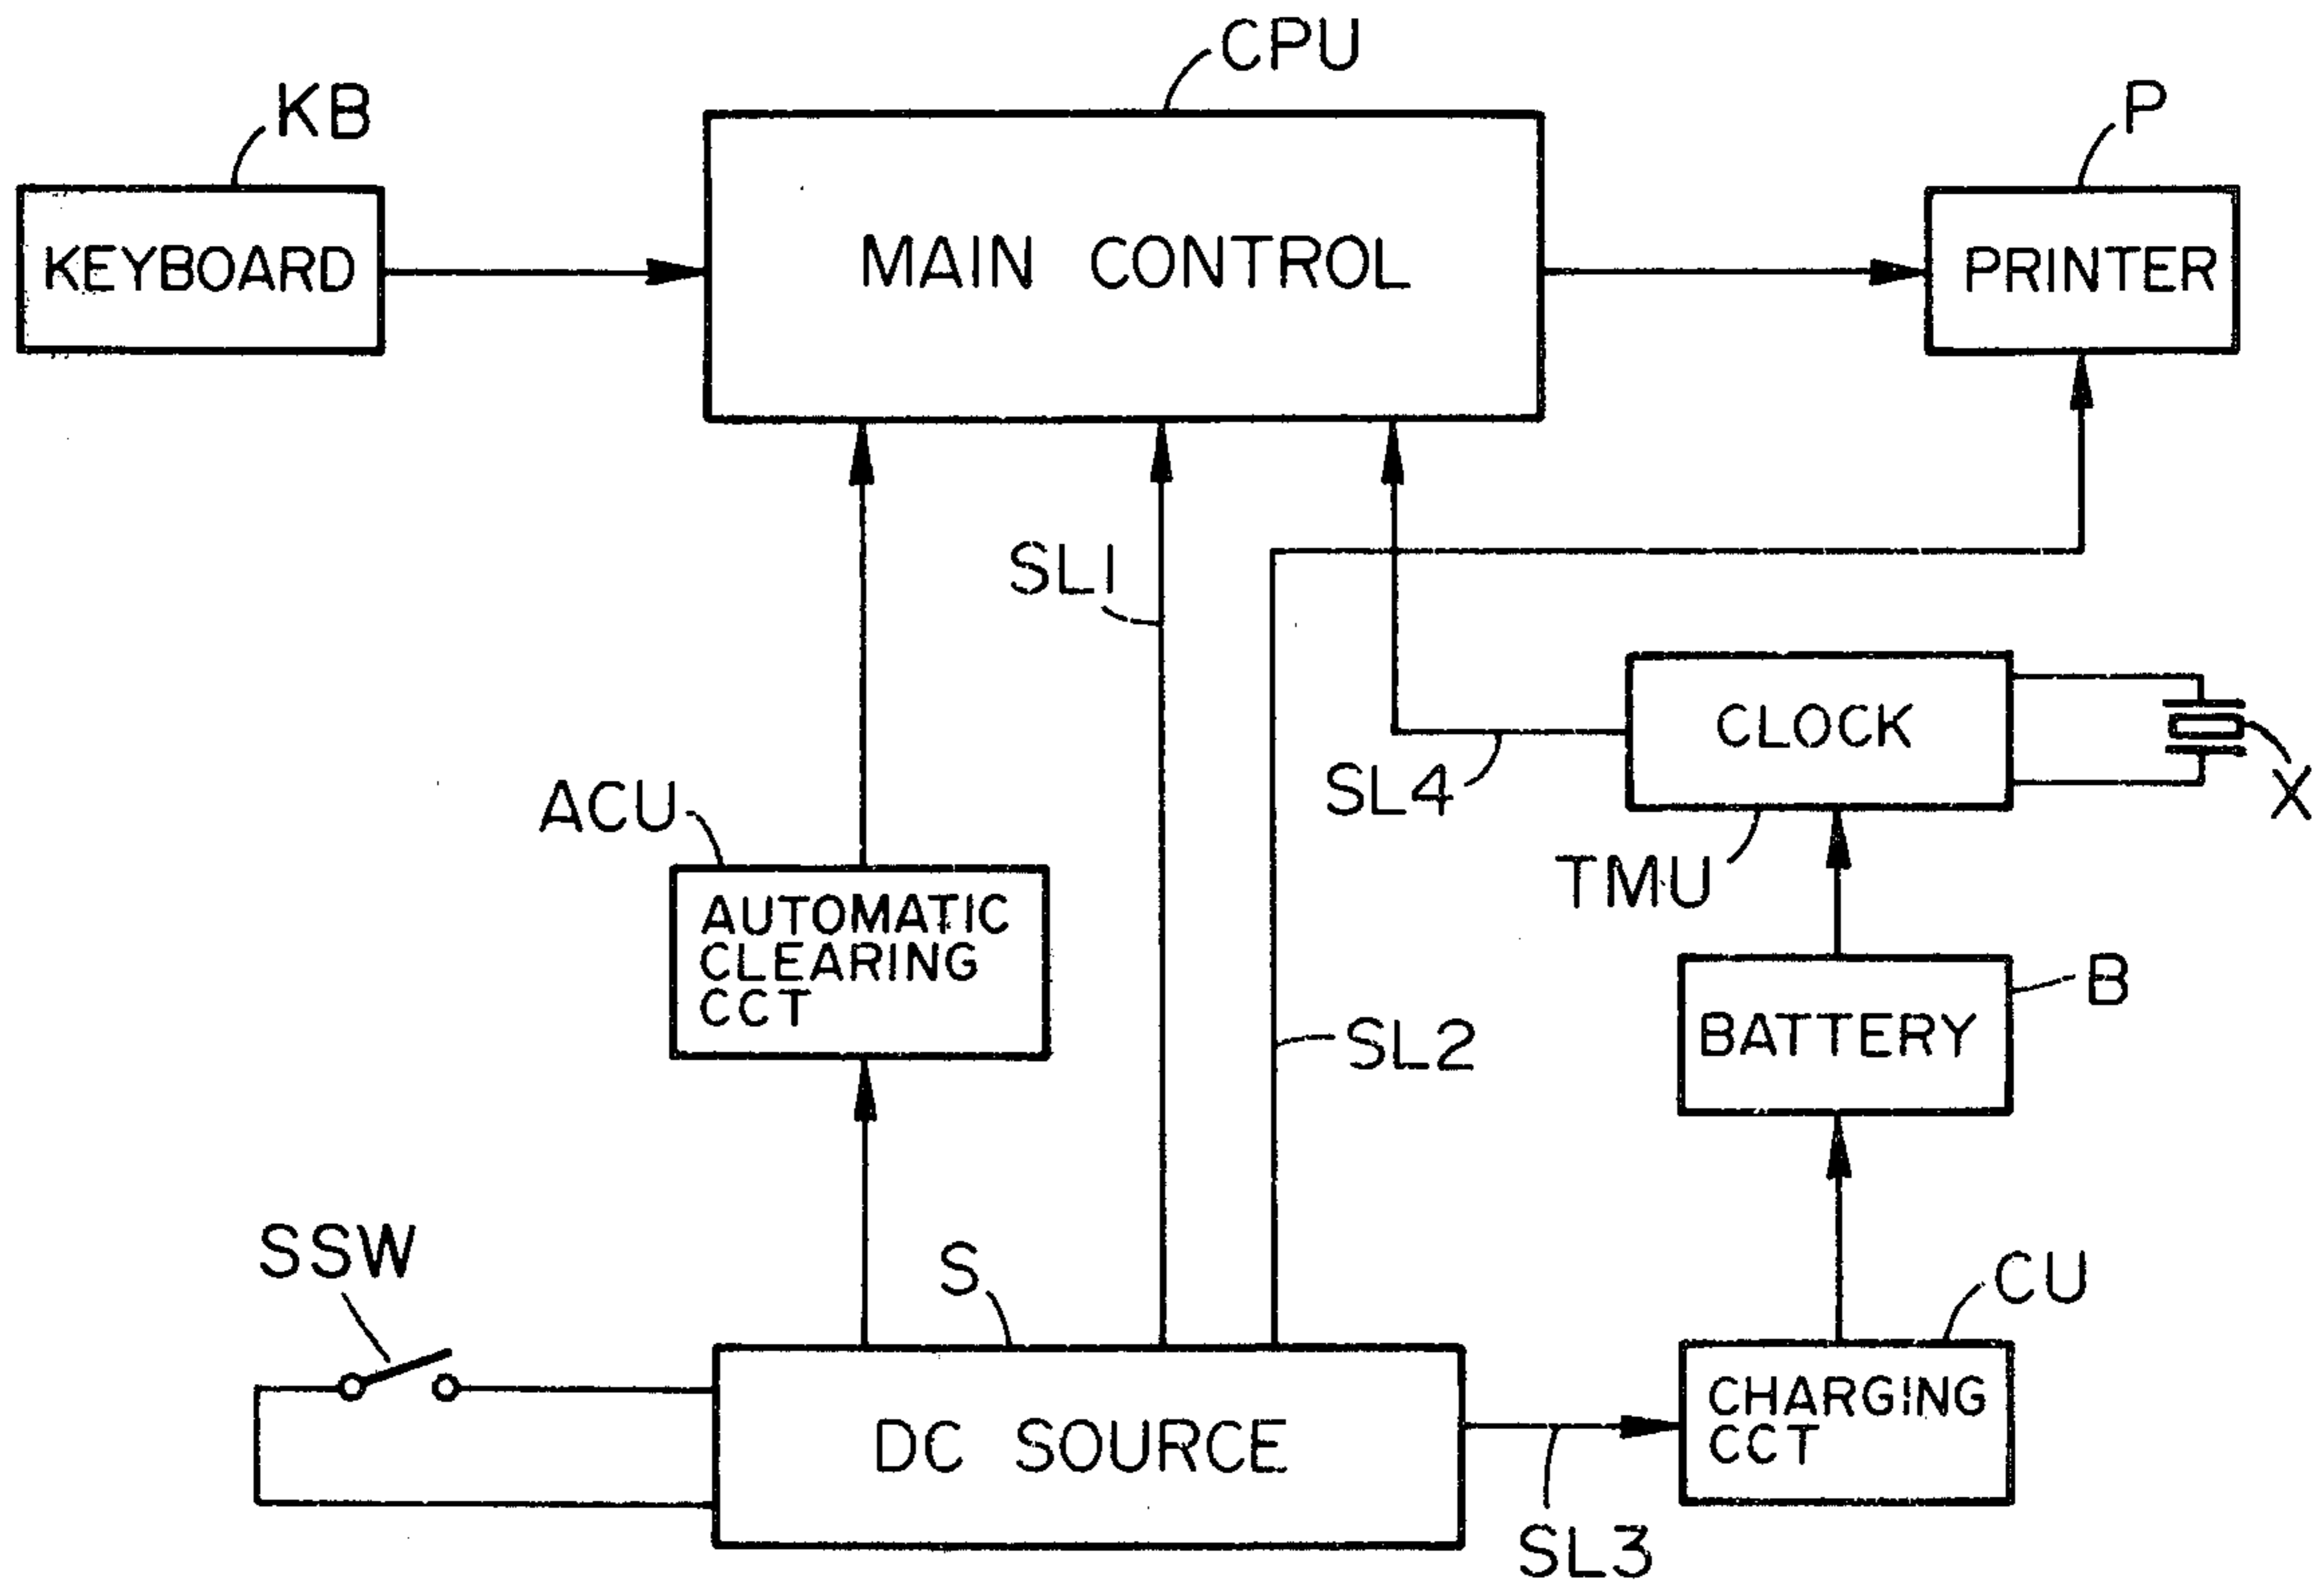 CPU
KB
P
KEYBOARD
MAIN CONTROL
PRINTER
SL1
CLOCK
SL4
X
ACU
TMU
AUTOMATIC
CLEARING
CCT
B
BATTERY
SL2
SSW
S
CU
DC SOURCE
CHARGING
CCT
SL3